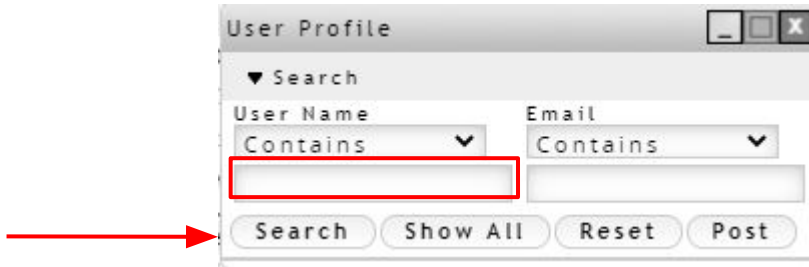 User Profile
▼ Search
User Name Email
Contains Contains
Search Show All Reset Post